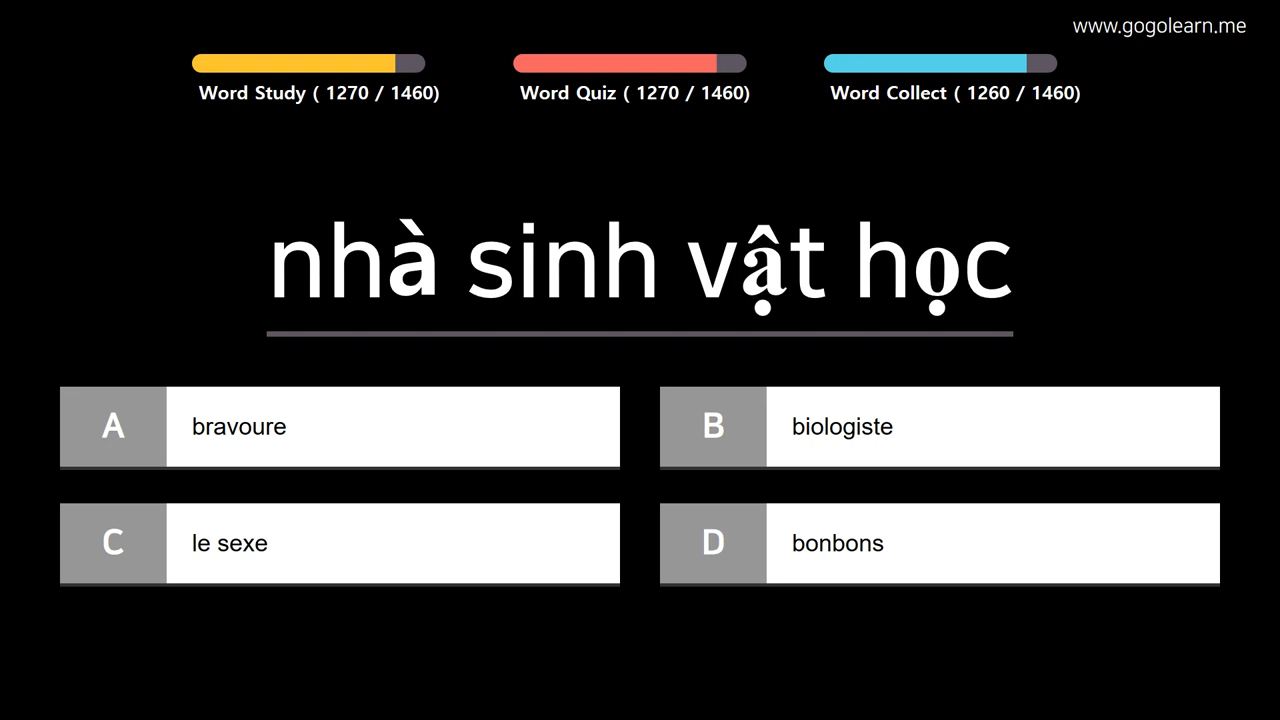 www.gogolearn.me
Word Study ( 1270 / 1460)
Word Quiz ( 1270 / 1460)
Word Collect ( 1260 / 1460)
nhà sinh vật học
A bravoure
B biologiste
C le sexe
D bonbons